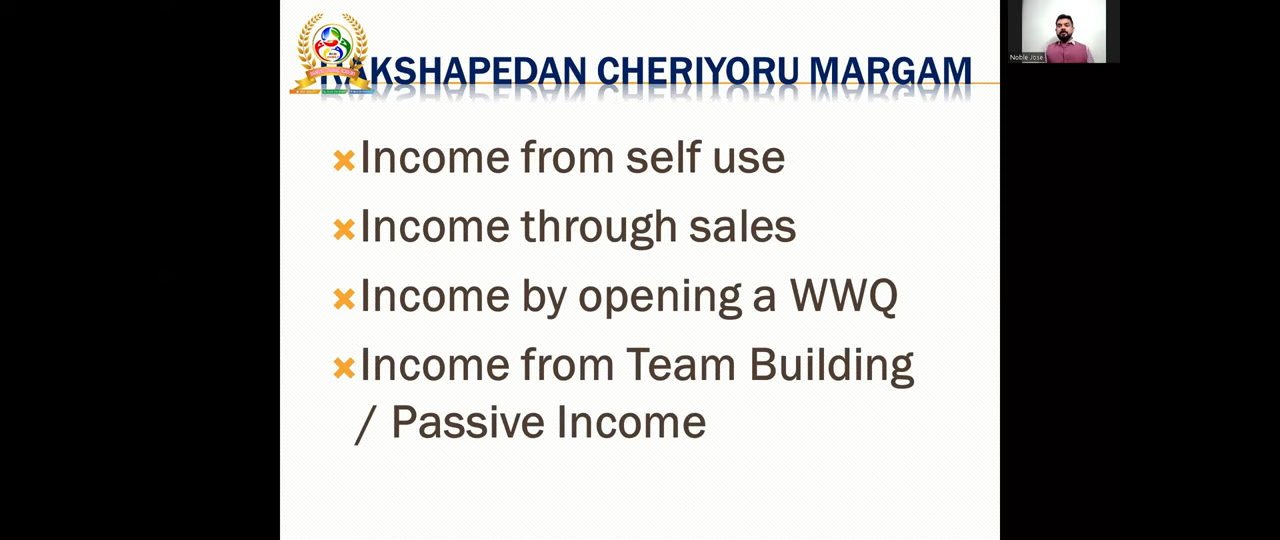 RAKSHAPEDAN CHERIYORU MARGAM
Income from self use
Income through sales
Income by opening a WWQ
Income from Team Building
/ Passive Income
Noble Jose